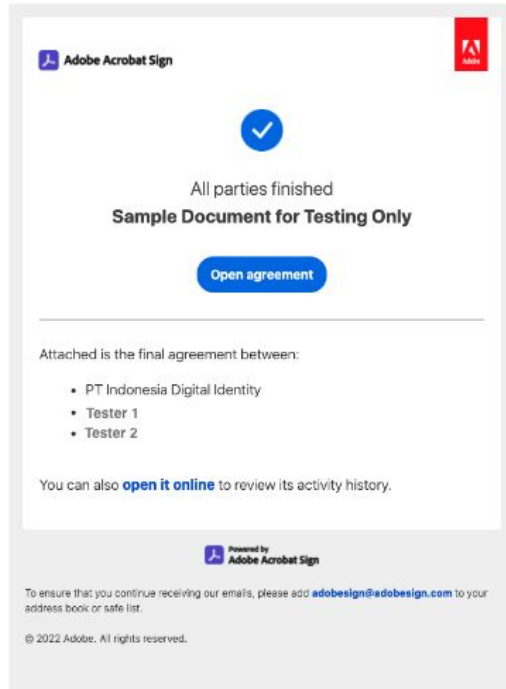 Adobe Acrobat Sign
Adobe
All parties finished
Sample Document for Testing Only
Open agreement
Attached is the final agreement between:
• PT Indonesia Digital Identity
• Tester 1
• Tester 2
You can also open it online to review its activity history.
Powered by
Adobe Acrobat Sign
To ensure that you continue receiving our emails, please add adobesign@adobesign.com to your
address book or safe list.
© 2022 Adobe. All rights reserved.